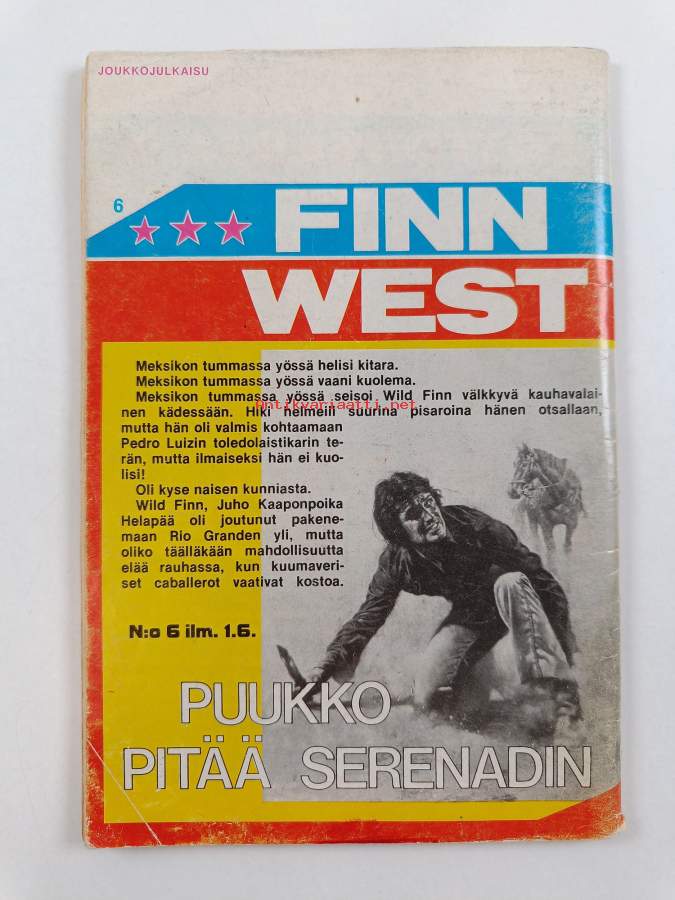 JOUKKOJULKAISU
6
FINN
WEST
Meksikon tummassa yössä helisi kitara.
Meksikon tummassa yössä vaani kuolema.
Meksikon tummassa yössä seisoi Wild Finn välkkyvä kauhavalai-
nen kädessään. Hiki helmeili suurina pisaroina hänen otsallaan,
Antikvariaatti.net
mutta hän oli valmis kohtaamaan
Pedro Luizin toledolaistikarin te-
rän, mutta ilmaiseksi hän ei kuo-
lisi!
Oli kyse naisen kunniasta.
Wild Finn, Juho Kaaponpoika
Helapää oli joutunut pakene-
maan Rio Granden yli, mutta
oliko täälläkään mahdollisuutta
elää rauhassa, kun kuumaveri-
set caballerot vaativat kostoa.
N:o 6 ilm. 1.6.
PUUKKO
PITÄÄ SERENADIN